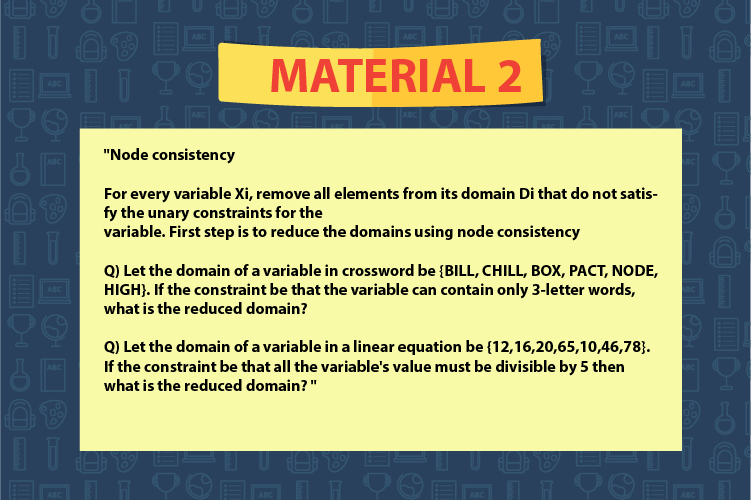 MATERIAL 2
"Node consistency
For every variable Xi, remove all elements from its domain Di that do not satis-
fy the unary constraints for the
variable. First step is to reduce the domains using node consistency
Q) Let the domain of a variable in crossword be {BILL, CHILL, BOX, PACT, NODE,
HIGH}. If the constraint be that the variable can contain only 3-letter words,
what is the reduced domain?
Q) Let the domain of a variable in a linear equation be {12,16,20,65,10,46,78}.
If the constraint be that all the variable's value must be divisible by 5 then
what is the reduced domain? "